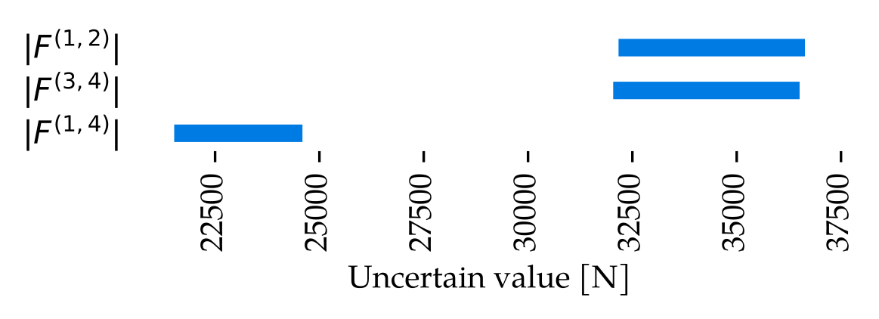 |F^(1, 2)|
|F^(3, 4)|
|F^(1, 4)|
22500 25000 27500 30000 32500 35000 37500
Uncertain value [N]